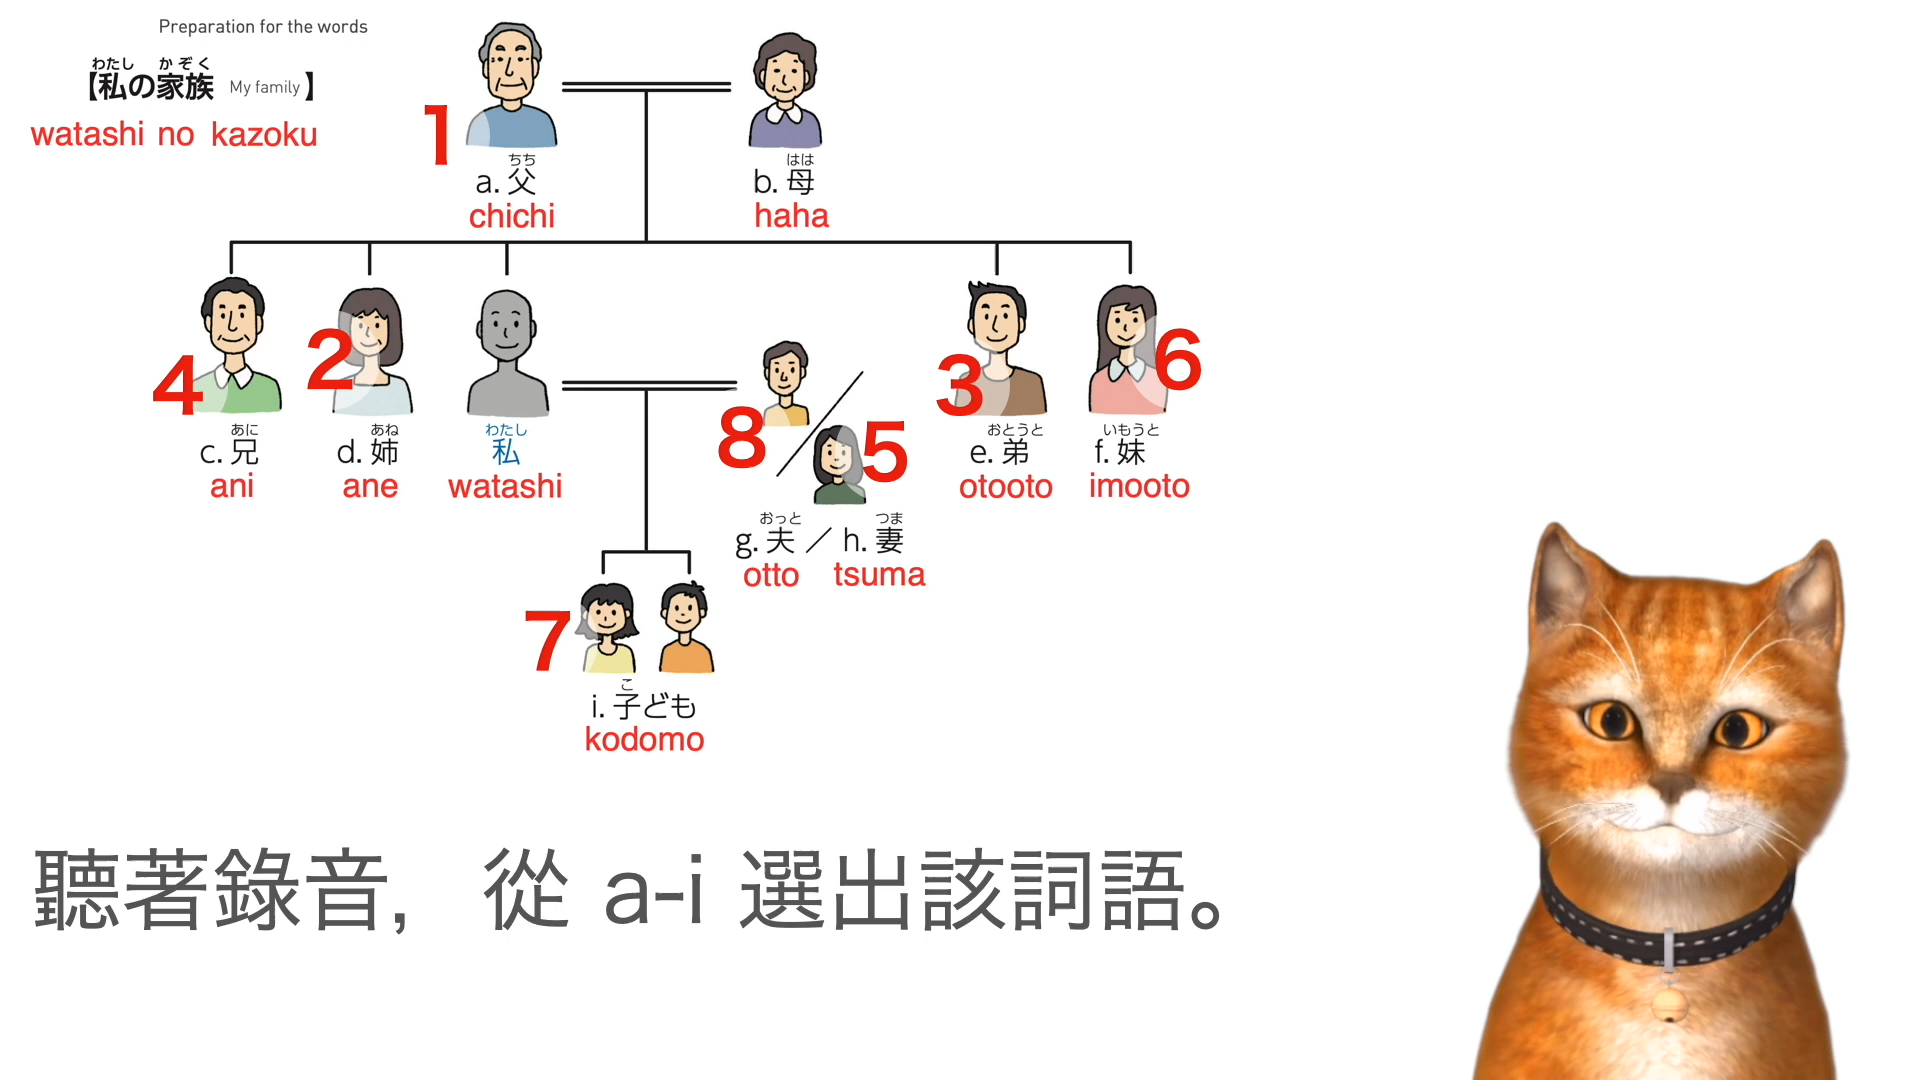 Preparation for the words
わたし かぞく
【私の家族 My family】
watashi no kazoku
1
ちち
a. 父
chichi
はは
b. 母
haha
4
あに
c. 兄
ani
2
あね
d. 姉
ane
わたし
私
watashi
8
5
おっと つま
g. 夫／h. 妻
otto tsuma
3
おとうと
e. 弟
otooto
6
いもうと
f. 妹
imooto
7
こ
i. 子ども
kodomo
聽著錄音，從 a-i 選出該詞語。